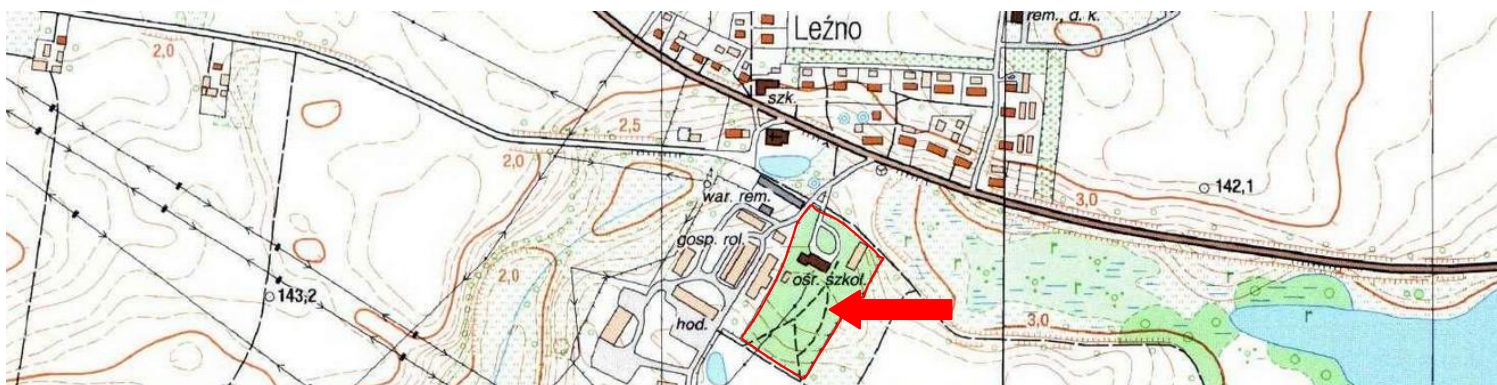 rem., d. k.
Leźno
2,0
szk.
2,5
2,0
142,1
war. rem.
3,0
gosp. rol.
2,0
ośr. szkol.
143,2
hod.
3,0
r
r
r
r
r